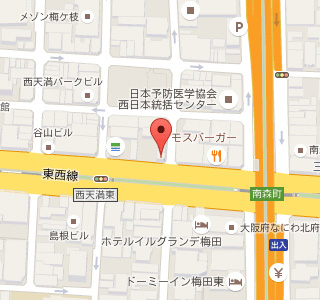 メゾン梅ケ枝
P
西天満パークビル
日本予防医学協会
西日本統括センター
館
谷山ビル
モスバーガー
東西線
西天満東
南森町
島根ビル
ホテルイルグランデ梅田
大阪府なにわ北府
出入
ドーミーイン梅田東
¥